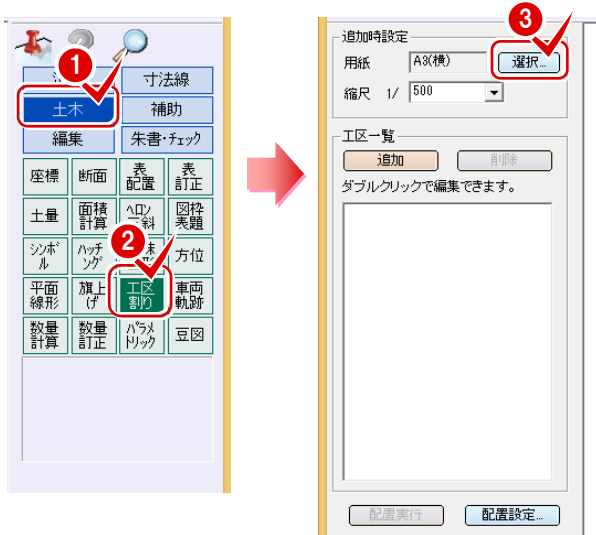 1
寸法線
土木
補助
編集
朱書・チェック
座標
断面
表
配置
表
訂正
土量
面積
計算
ヘロン
図枠
表題
2
シンボ
ル
ハッチ
ング
方位
平面
線形
旗上
げ
工区
割り
車両
軌跡
数量
計算
数量
訂正
パラメ
トリック
豆図
3
追加時設定
用紙 A3(横) 選択...
縮尺 1/ 500
工区一覧
追加 削除
ダブルクリックで編集できます。
配置実行 配置設定...